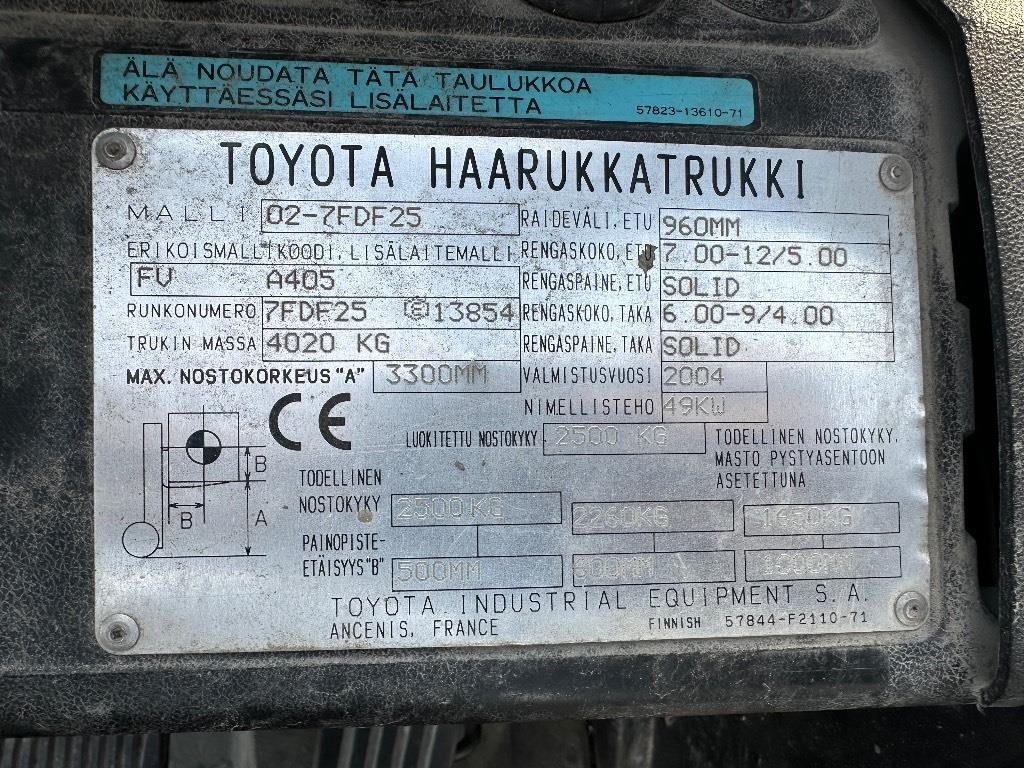 ÄLÄ NOUDATA TÄTÄ TAULUKKOA
KÄYTTÄESSÄSI LISÄLAITETTA 57823-13610-71
TOYOTA HAARUKKATRUKKI
MALLI 02-7FDF25 RAIDEVÄLI, ETU 960MM
ERIKOISMALLIKOODI, LISÄLAITEMALLI RENGASKOKO, ETU 7.00-12/5.00
FV A405 RENGASPAINE, ETU SOLID
RUNKONUMERO 7FDF25 E13854 RENGASKOKO, TAKA 6.00-9/4.00
TRUKIN MASSA 4020 KG RENGASPAINE, TAKA SOLID
MAX. NOSTOKORKEUS "A" 3300MM VALMISTUSVUOSI 2004
NIMELLISTEHO 49KW
CE
LUOKITETTU NOSTOKYKY 2500 KG
TODELLINEN NOSTOKYKY,
MASTO PYSTYASENTOON
ASETETTUNA
B
B
A
TODELLINEN
NOSTOKYKY 2500KG 2260KG 1650KG
PAINOPISTE-
ETÄISYYS "B" 500MM 600MM 1000MM
TOYOTA INDUSTRIAL EQUIPMENT S.A.
ANCENIS, FRANCE FINNISH 57844-F2110-71